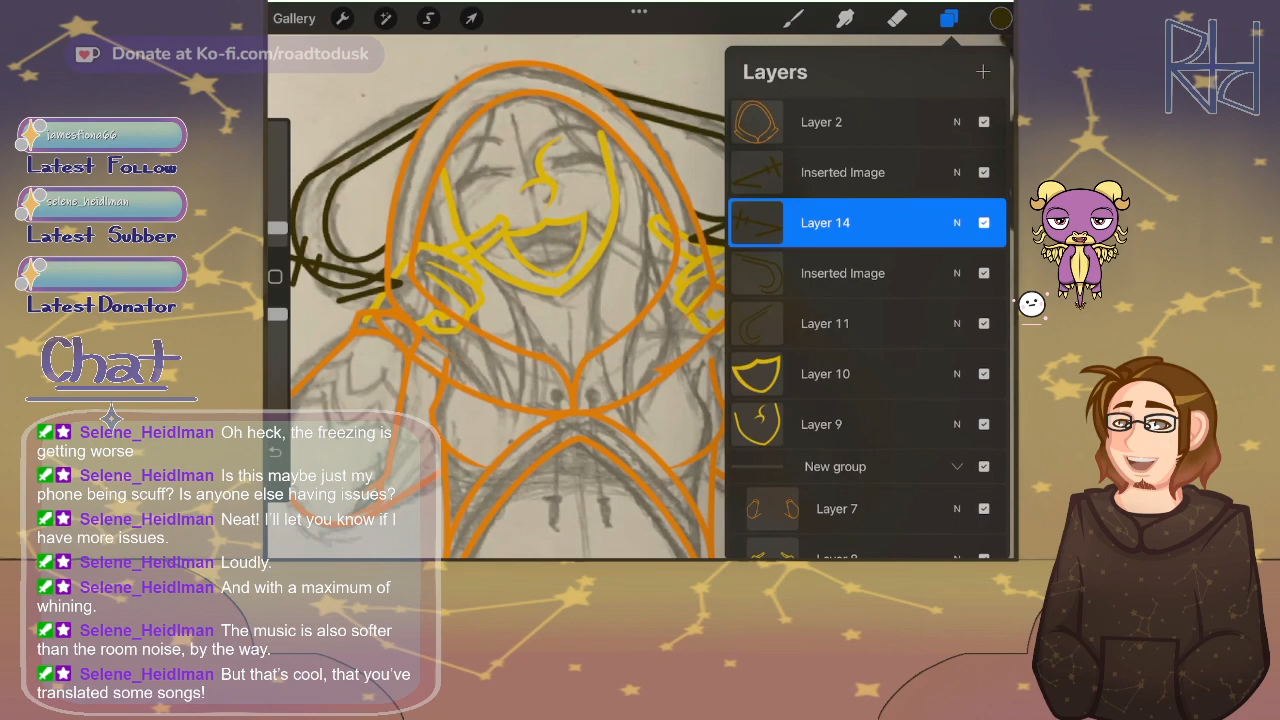 Gallery
Donate at Ko-fi.com/roadtodusk
jamesfiona66
Latest Follow
selene_heidlman
Latest Subber
Latest Donator
Chat
Selene_Heidlman Oh heck, the freezing is
getting worse
Selene_Heidlman Is this maybe just my
phone being scuff? Is anyone else having issues?
Selene_Heidlman Neat! I'll let you know if I
have more issues.
Selene_Heidlman Loudly.
Selene_Heidlman And with a maximum of
whining.
Selene_Heidlman The music is also softer
than the room noise, by the way.
Selene_Heidlman But that's cool, that you've
translated some songs!
Layers
Layer 2 N
Inserted Image N
Layer 14 N
Inserted Image N
Layer 11 N
Layer 10 N
Layer 9 N
New group
Layer 7 N
RtD